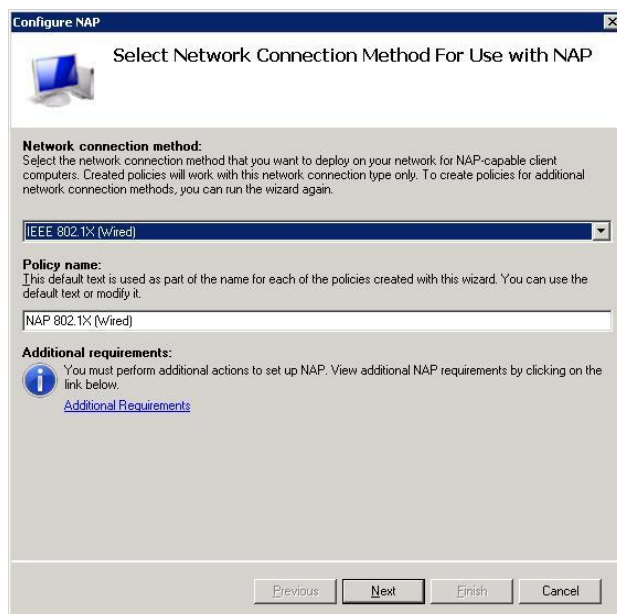 Configure NAP
Select Network Connection Method For Use with NAP
Network connection method:
Select the network connection method that you want to deploy on your network for NAP-capable client
computers. Created policies will work with this network connection type only. To create policies for additional
network connection methods, you can run the wizard again.
IEEE 802.1X (Wired)
Policy name:
This default text is used as part of the name for each of the policies created with this wizard. You can use the
default text or modify it.
NAP 802.1X (Wired)
Additional requirements:
You must perform additional actions to set up NAP. View additional NAP requirements by clicking on the
link below.
Additional Requirements
Previous Next Finish Cancel